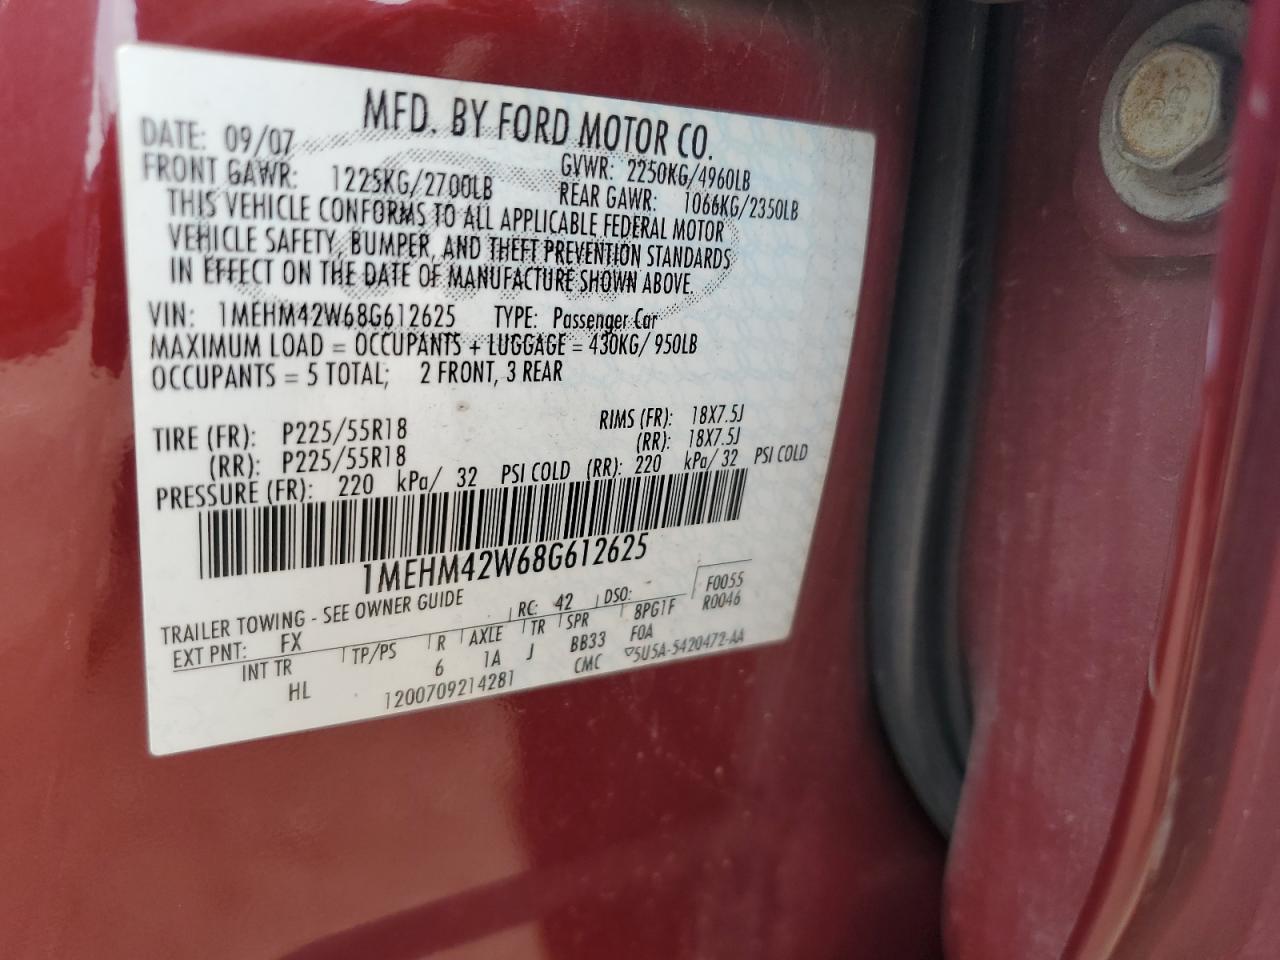 MFD. BY FORD MOTOR CO.
DATE: 09/07 GVWR: 2250KG/4960LB
FRONT GAWR: 1225KG/2700LB REAR GAWR: 1066KG/2350LB
THIS VEHICLE CONFORMS TO ALL APPLICABLE FEDERAL MOTOR
VEHICLE SAFETY, BUMPER, AND THEFT PREVENTION STANDARDS
IN EFFECT ON THE DATE OF MANUFACTURE SHOWN ABOVE.
VIN: 1MEHM42W68G612625 TYPE: Passenger Car
MAXIMUM LOAD = OCCUPANTS + LUGGAGE = 430KG/ 950LB
OCCUPANTS = 5 TOTAL; 2 FRONT, 3 REAR
TIRE (FR): P225/55R18 RIMS (FR): 18X7.5J
(RR): P225/55R18 (RR): 18X7.5J
PRESSURE (FR): 220 kPa/ 32 PSI COLD (RR): 220 kPa/ 32 PSI COLD
1MEHM42W68G612625
TRAILER TOWING - SEE OWNER GUIDE
EXT PNT: FX RC: 42 DSO: F0055
INT TR TP/PS R AXLE TR SPR 8PG1F R0046
HL 6 1A J BB33 F0A
1200709214281 CMC ▽5U5A-5420472-AA